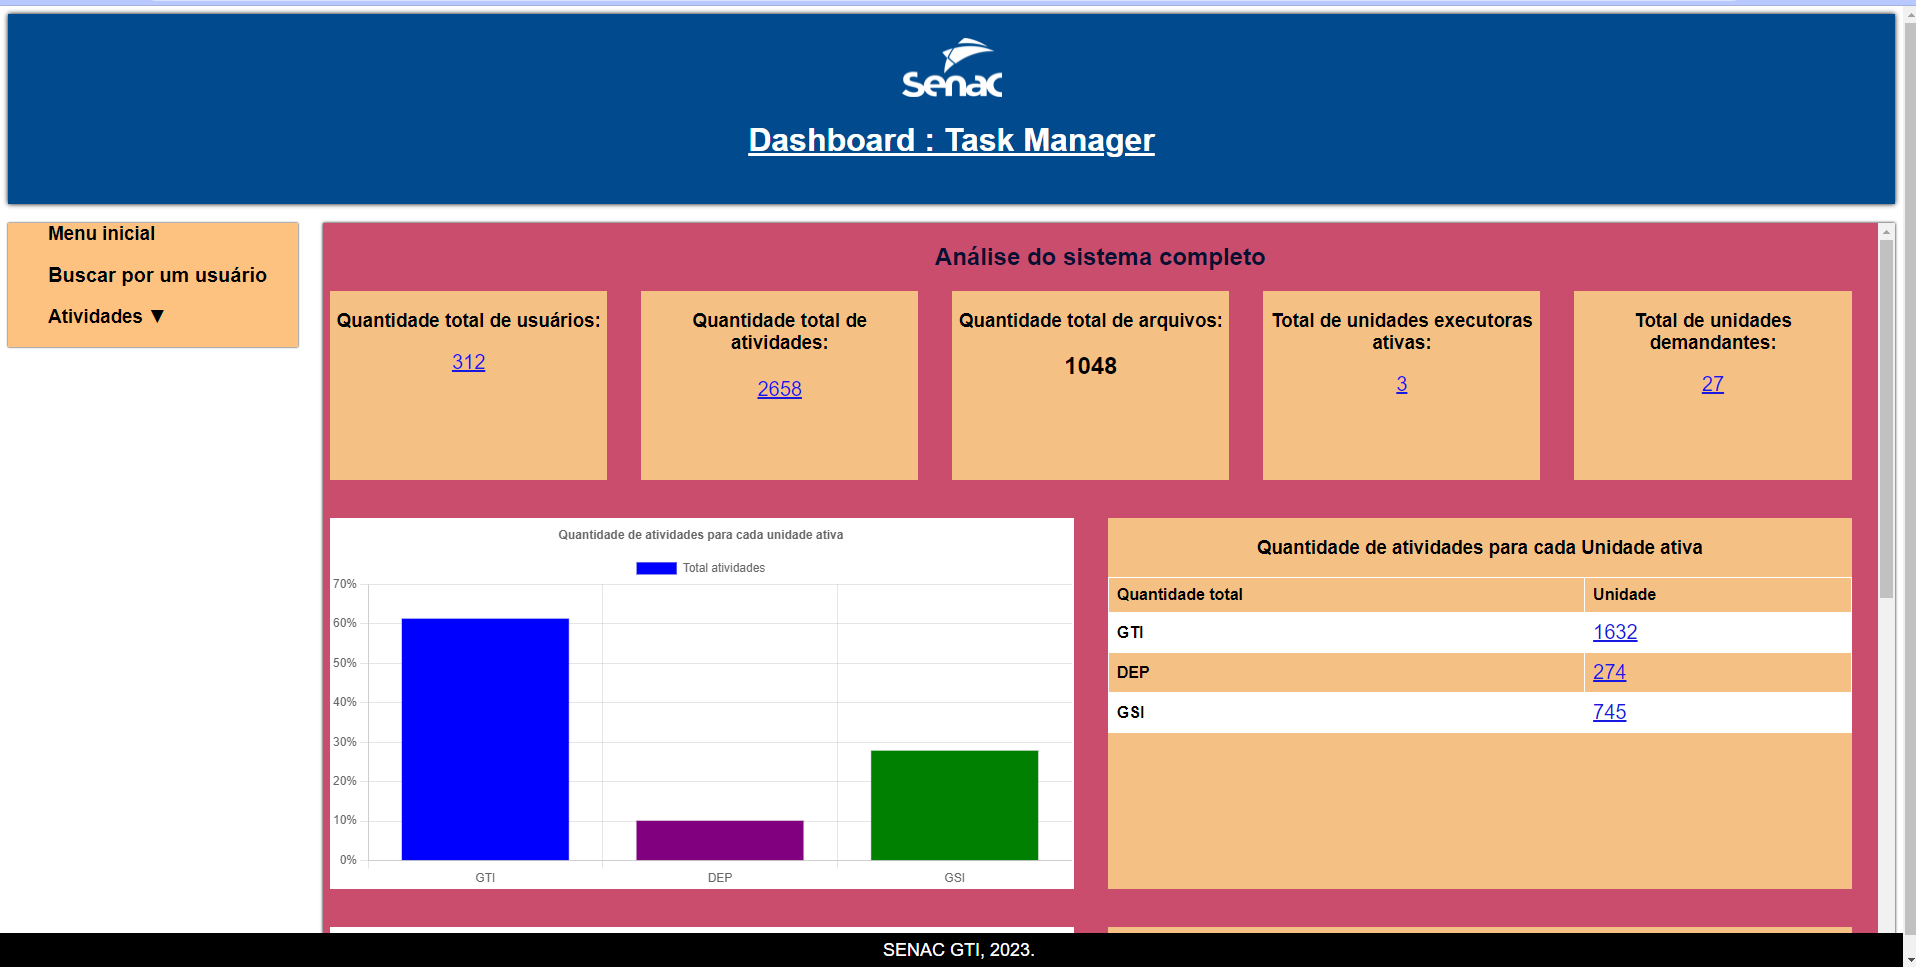 Senac
Dashboard : Task Manager
Menu inicial
Buscar por um usuário
Atividades ▼
Análise do sistema completo
Quantidade total de usuários:
312
Quantidade total de
atividades:
2658
Quantidade total de arquivos:
1048
Total de unidades executoras
ativas:
3
Total de unidades
demandantes:
27
Quantidade de atividades para cada unidade ativa
Total atividades
70%
60%
50%
40%
30%
20%
10%
0%
GTI DEP GSI
Quantidade de atividades para cada Unidade ativa
Quantidade total Unidade
GTI 1632
DEP 274
GSI 745
SENAC GTI, 2023.